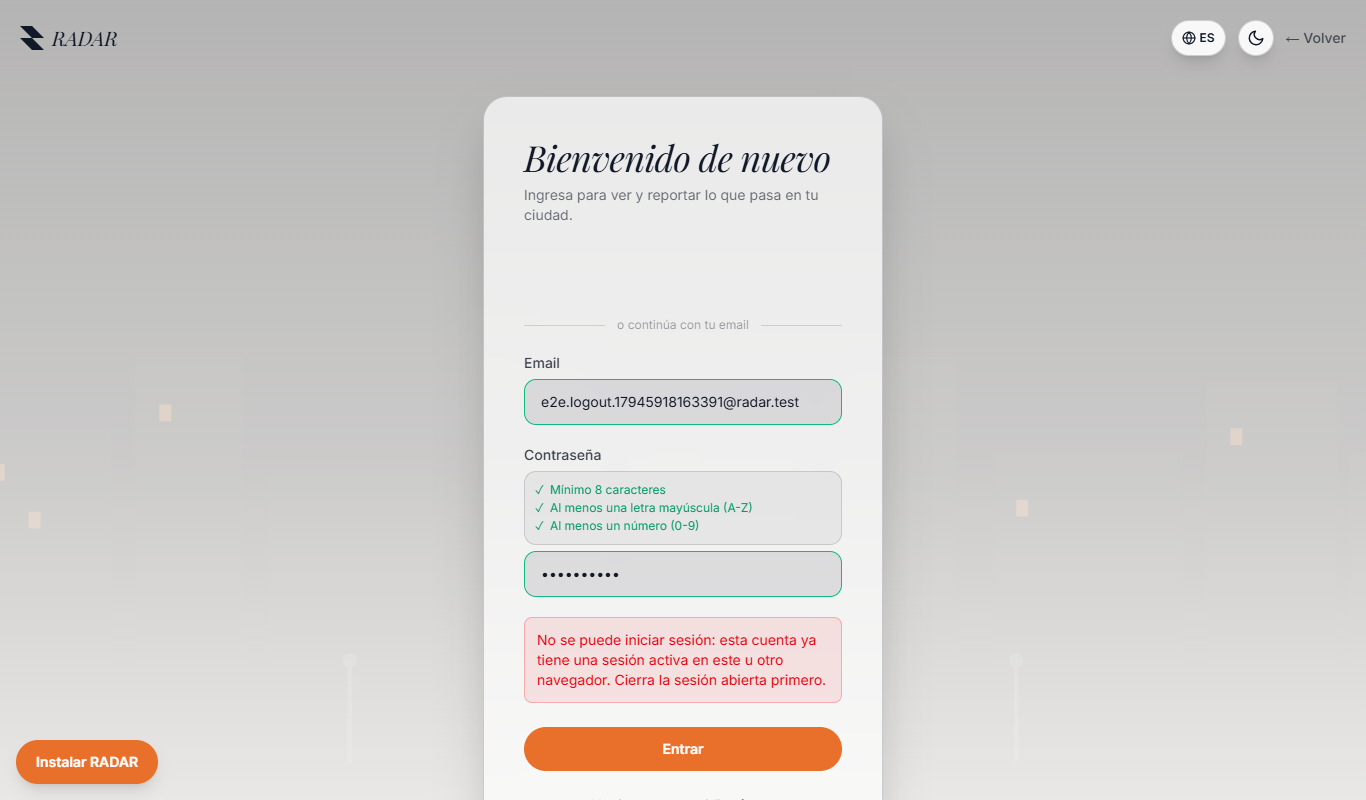 RADAR
ES
← Volver
Bienvenido de nuevo
Ingresa para ver y reportar lo que pasa en tu
ciudad.
o continúa con tu email
Email
e2e.logout.17945918163391@radar.test
Contraseña
✓ Mínimo 8 caracteres
✓ Al menos una letra mayúscula (A-Z)
✓ Al menos un número (0-9)
••••••••••
No se puede iniciar sesión: esta cuenta ya
tiene una sesión activa en este u otro
navegador. Cierra la sesión abierta primero.
Entrar
Instalar RADAR